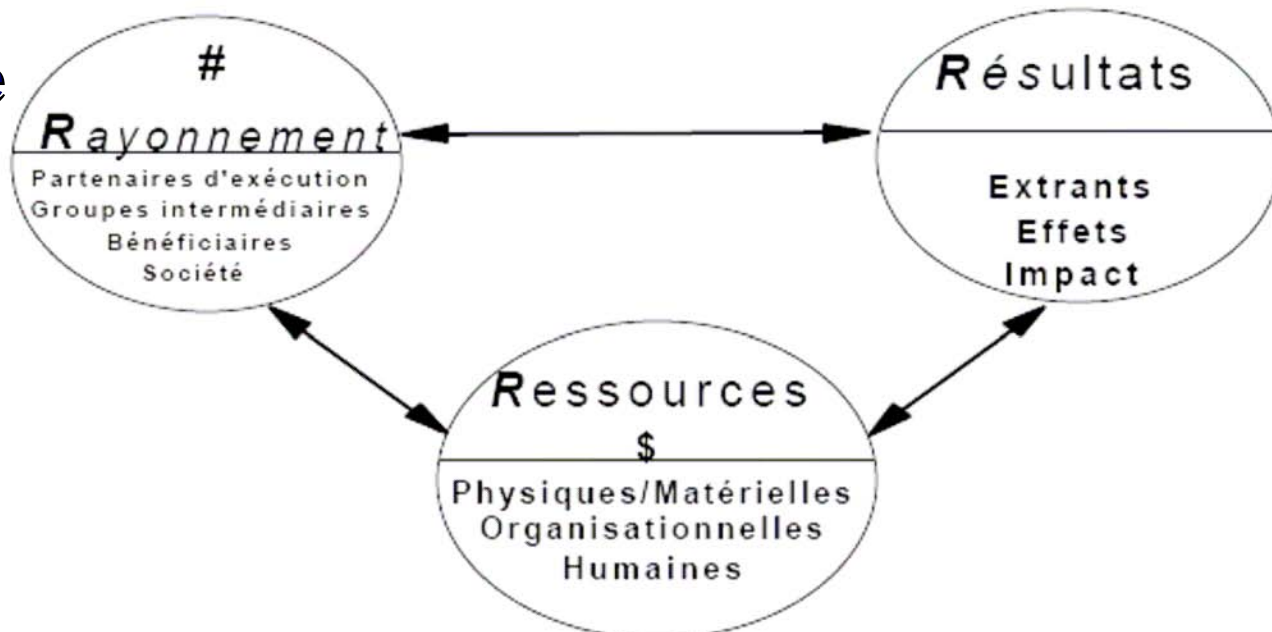 #
Rayonnement
Partenaires d'exécution
Groupes intermédiaires
Bénéficiaires
Société
Résultats
Extrants
Effets
Impact
Ressources
$
Physiques/Matérielles
Organisationnelles
Humaines